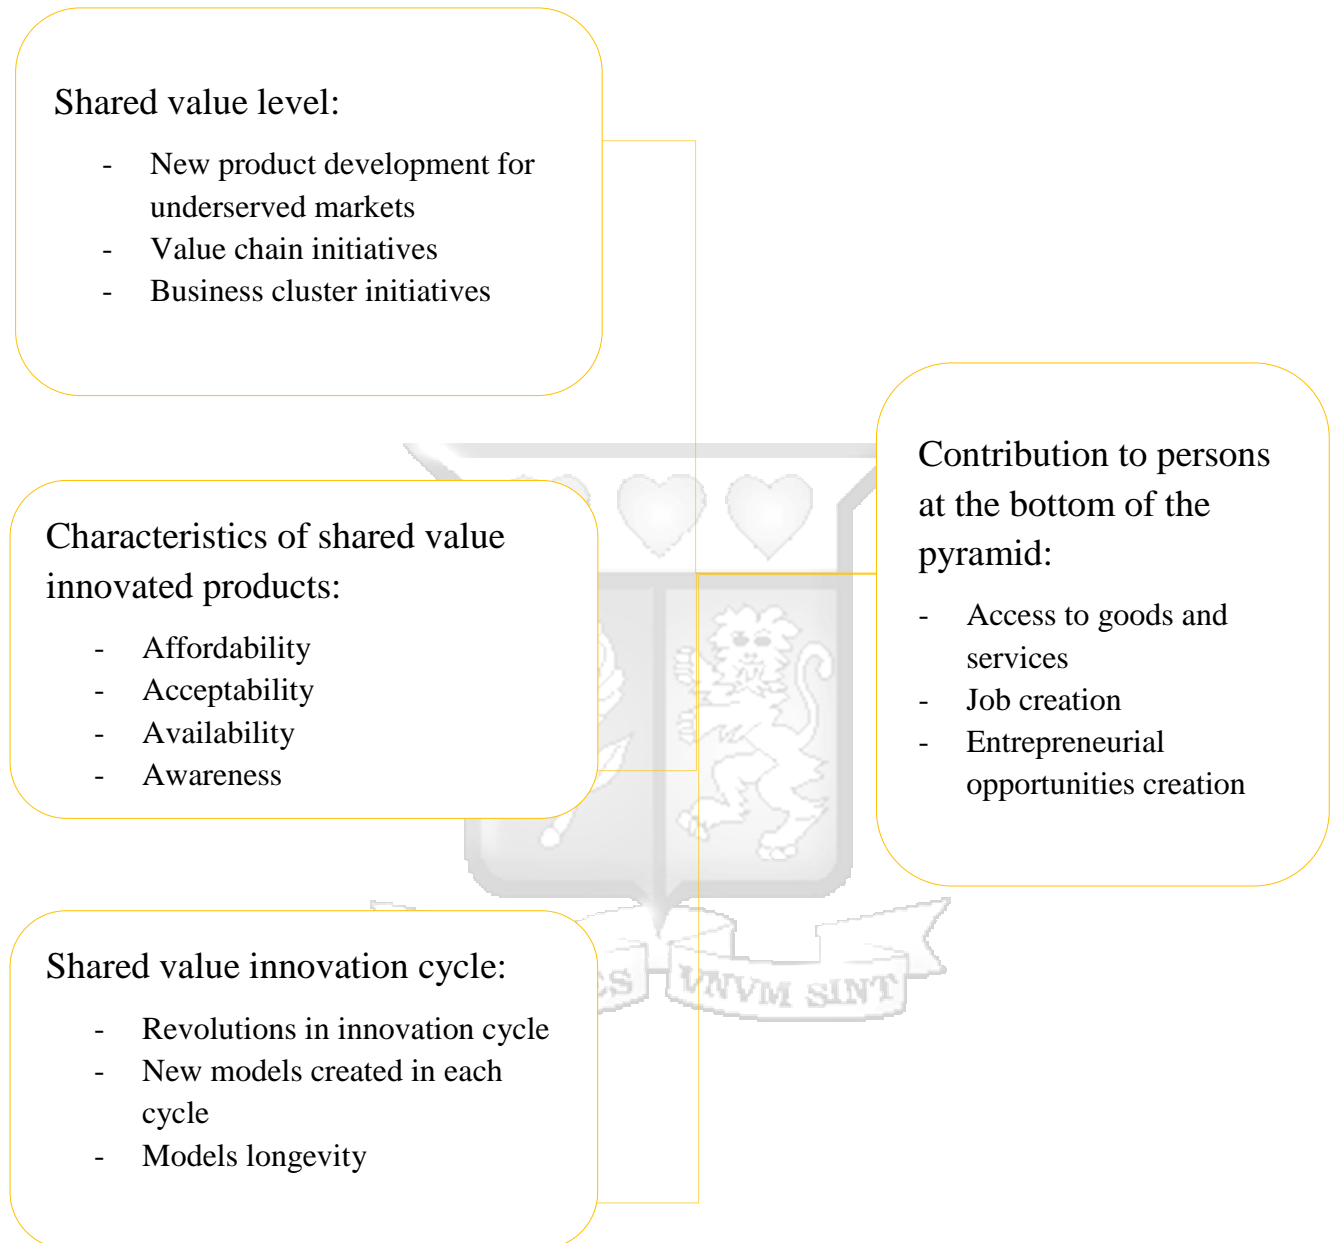 Shared value level:
- New product development for
underserved markets
- Value chain initiatives
- Business cluster initiatives
Characteristics of shared value
innovated products:
- Affordability
- Acceptability
- Availability
- Awareness
Shared value innovation cycle:
- Revolutions in innovation cycle
- New models created in each
cycle
- Models longevity
Contribution to persons
at the bottom of the
pyramid:
- Access to goods and
services
- Job creation
- Entrepreneurial
opportunities creation
VNVM SINT